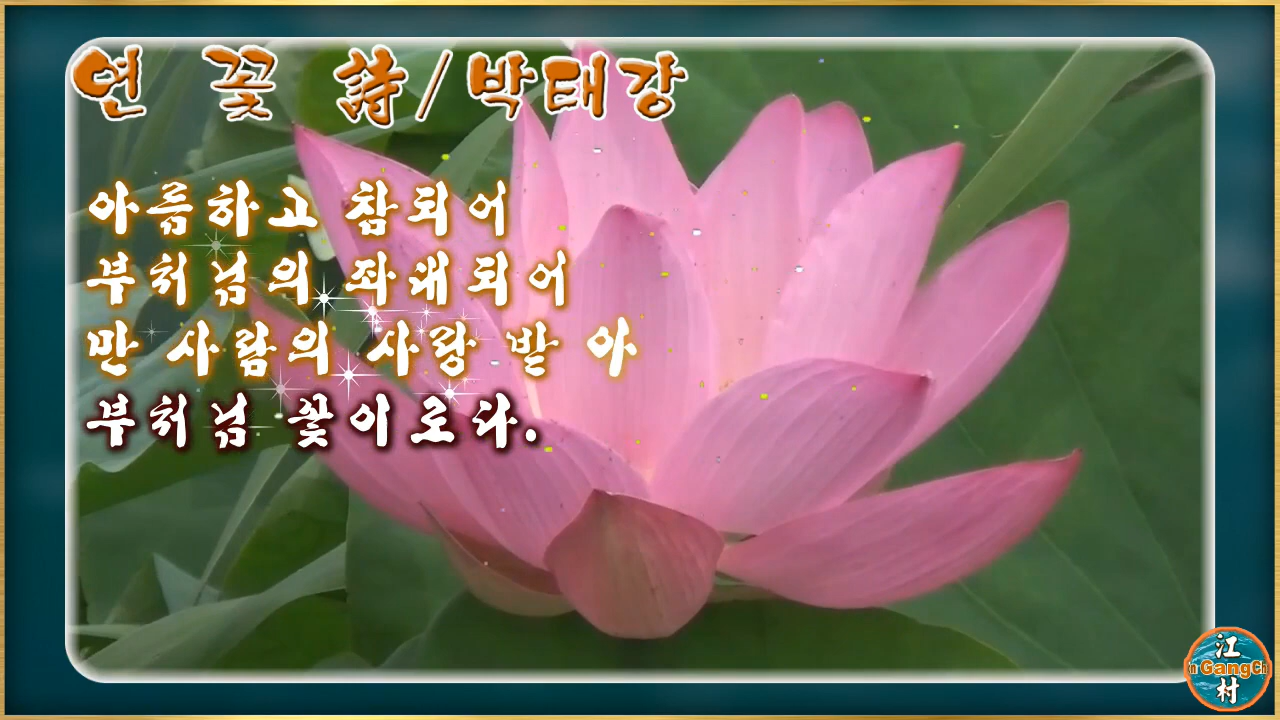 연 꽃 詩/박태강
아름하고 참되어
부처님의 좌대되어
만 사람의 사랑 받 아
부처님 꽃이로다.
江
GangCh
村